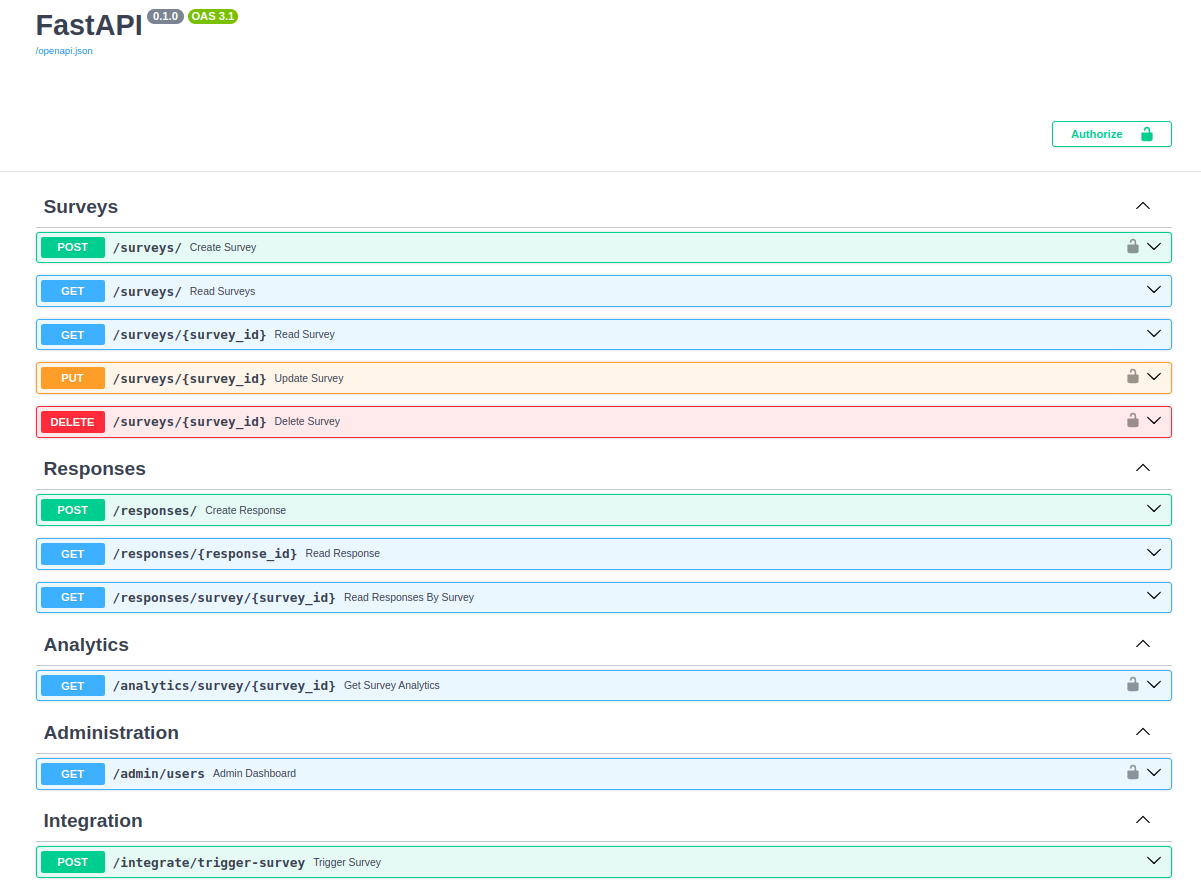 FastAPI 0.1.0 OAS 3.1
/openapi.json
Authorize
Surveys
POST /surveys/ Create Survey
GET /surveys/ Read Surveys
GET /surveys/{survey_id} Read Survey
PUT /surveys/{survey_id} Update Survey
DELETE /surveys/{survey_id} Delete Survey
Responses
POST /responses/ Create Response
GET /responses/{response_id} Read Response
GET /responses/survey/{survey_id} Read Responses By Survey
Analytics
GET /analytics/survey/{survey_id} Get Survey Analytics
Administration
GET /admin/users Admin Dashboard
Integration
POST /integrate/trigger-survey Trigger Survey